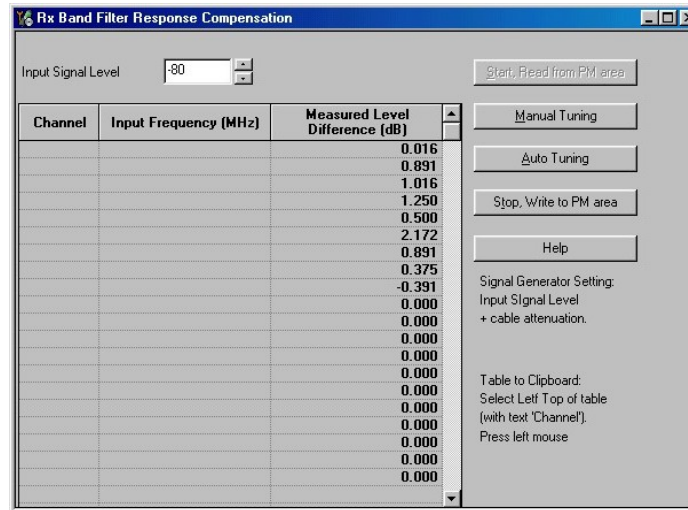 Rx Band Filter Response Compensation
Input Signal Level -80
Start, Read from PM area
Manual Tuning
Auto Tuning
Stop, Write to PM area
Help
Channel Input Frequency (MHz) Measured Level Difference (dB)
0.016
0.891
1.016
1.250
0.500
2.172
0.891
0.375
-0.391
0.000
0.000
0.000
0.000
0.000
0.000
0.000
0.000
0.000
0.000
0.000
Signal Generator Setting:
Input SIgnal Level
+ cable attenuation.
Table to Clipboard:
Select Letf Top of table
(with text 'Channel').
Press left mouse